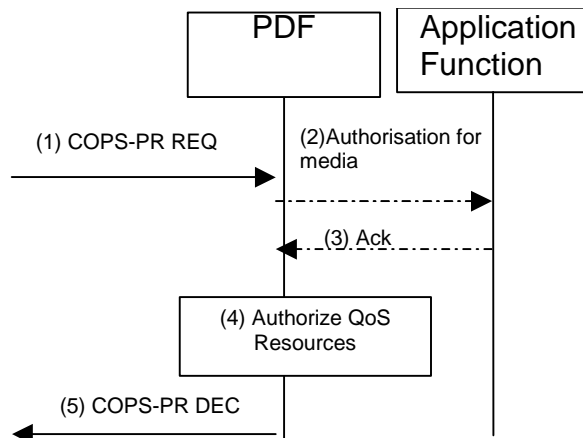 PDF
Application
Function
(1) COPS-PR REQ
(2)Authorisation for
media
(3) Ack
(4) Authorize QoS
Resources
(5) COPS-PR DEC